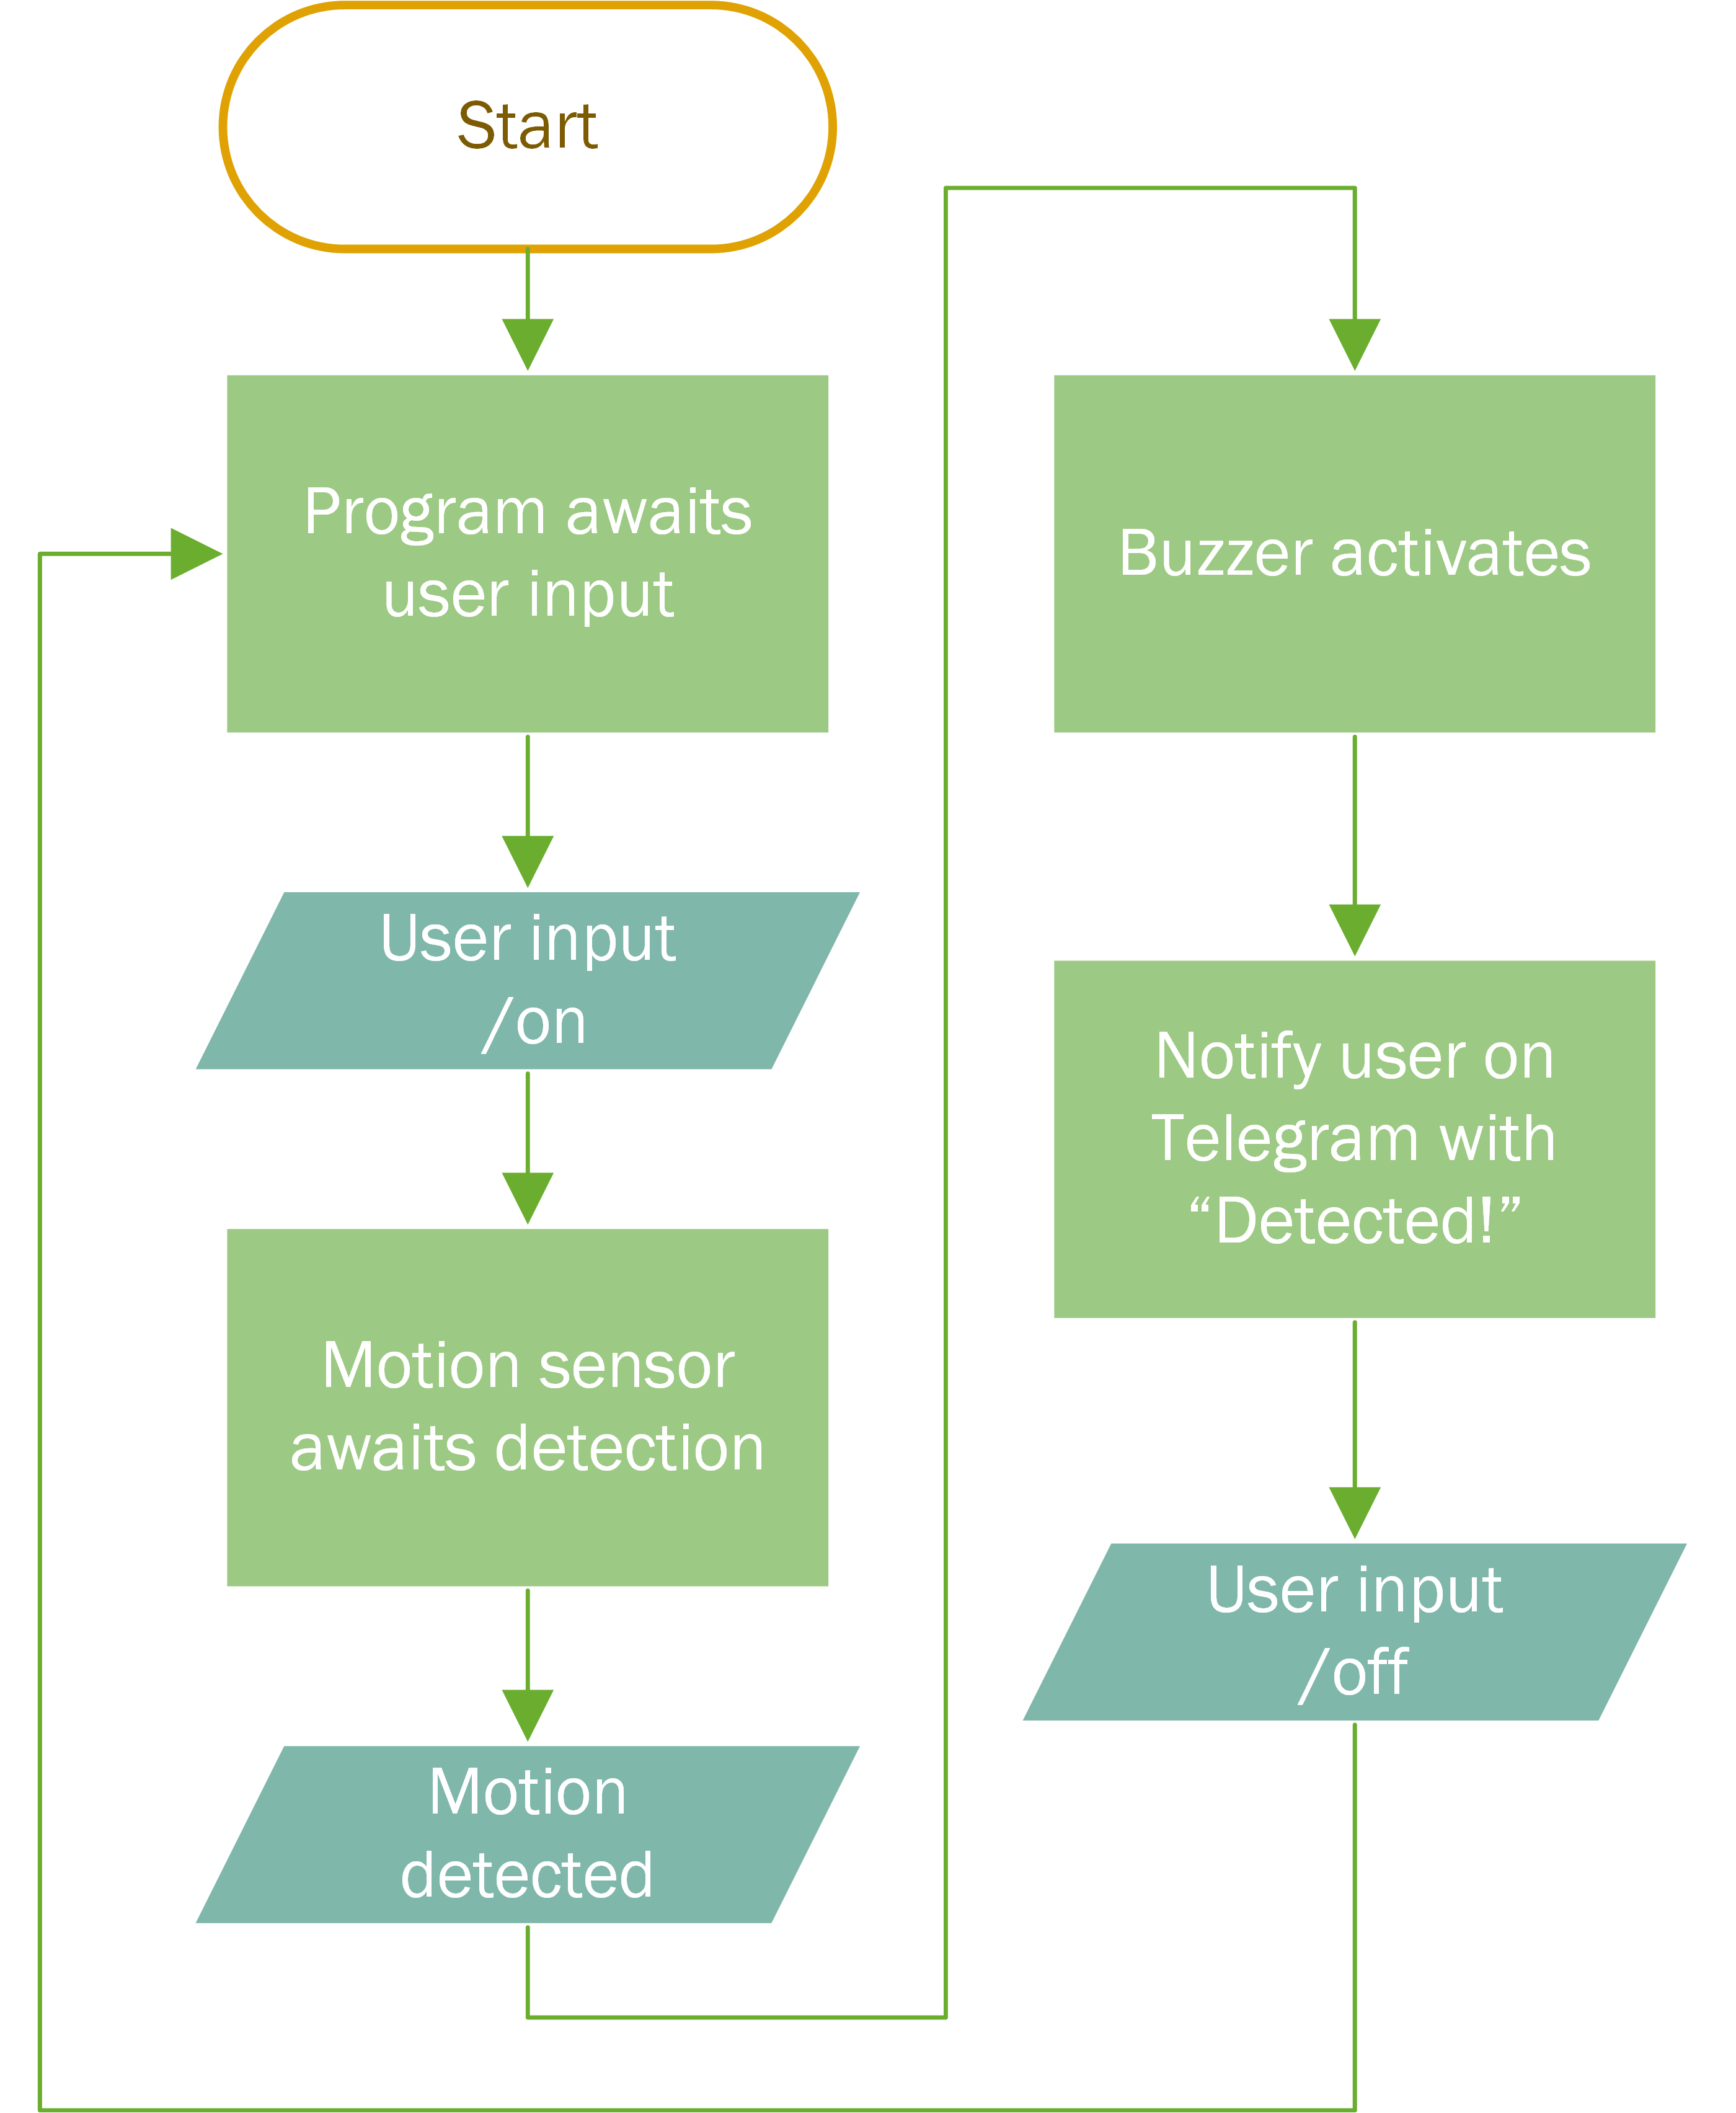 Start
Program awaits
user input
User input
/on
Motion sensor
awaits detection
Motion
detected
Buzzer activates
Notify user on
Telegram with
“Detected!”
User input
/off